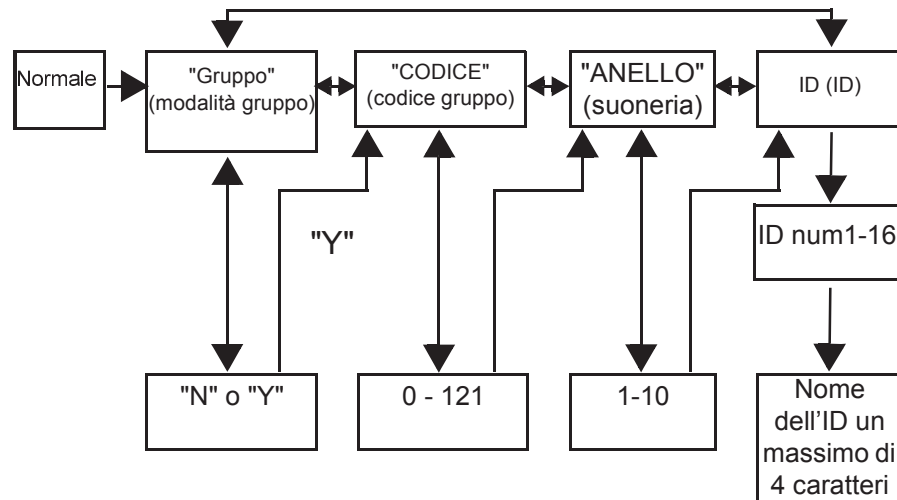 Normale
"Gruppo"
(modalità gruppo)
"CODICE"
(codice gruppo)
"ANELLO"
(suoneria)
ID (ID)
"Y"
ID num1-16
"N" o "Y"
0 - 121
1-10
Nome
dell'ID un
massimo di
4 caratteri